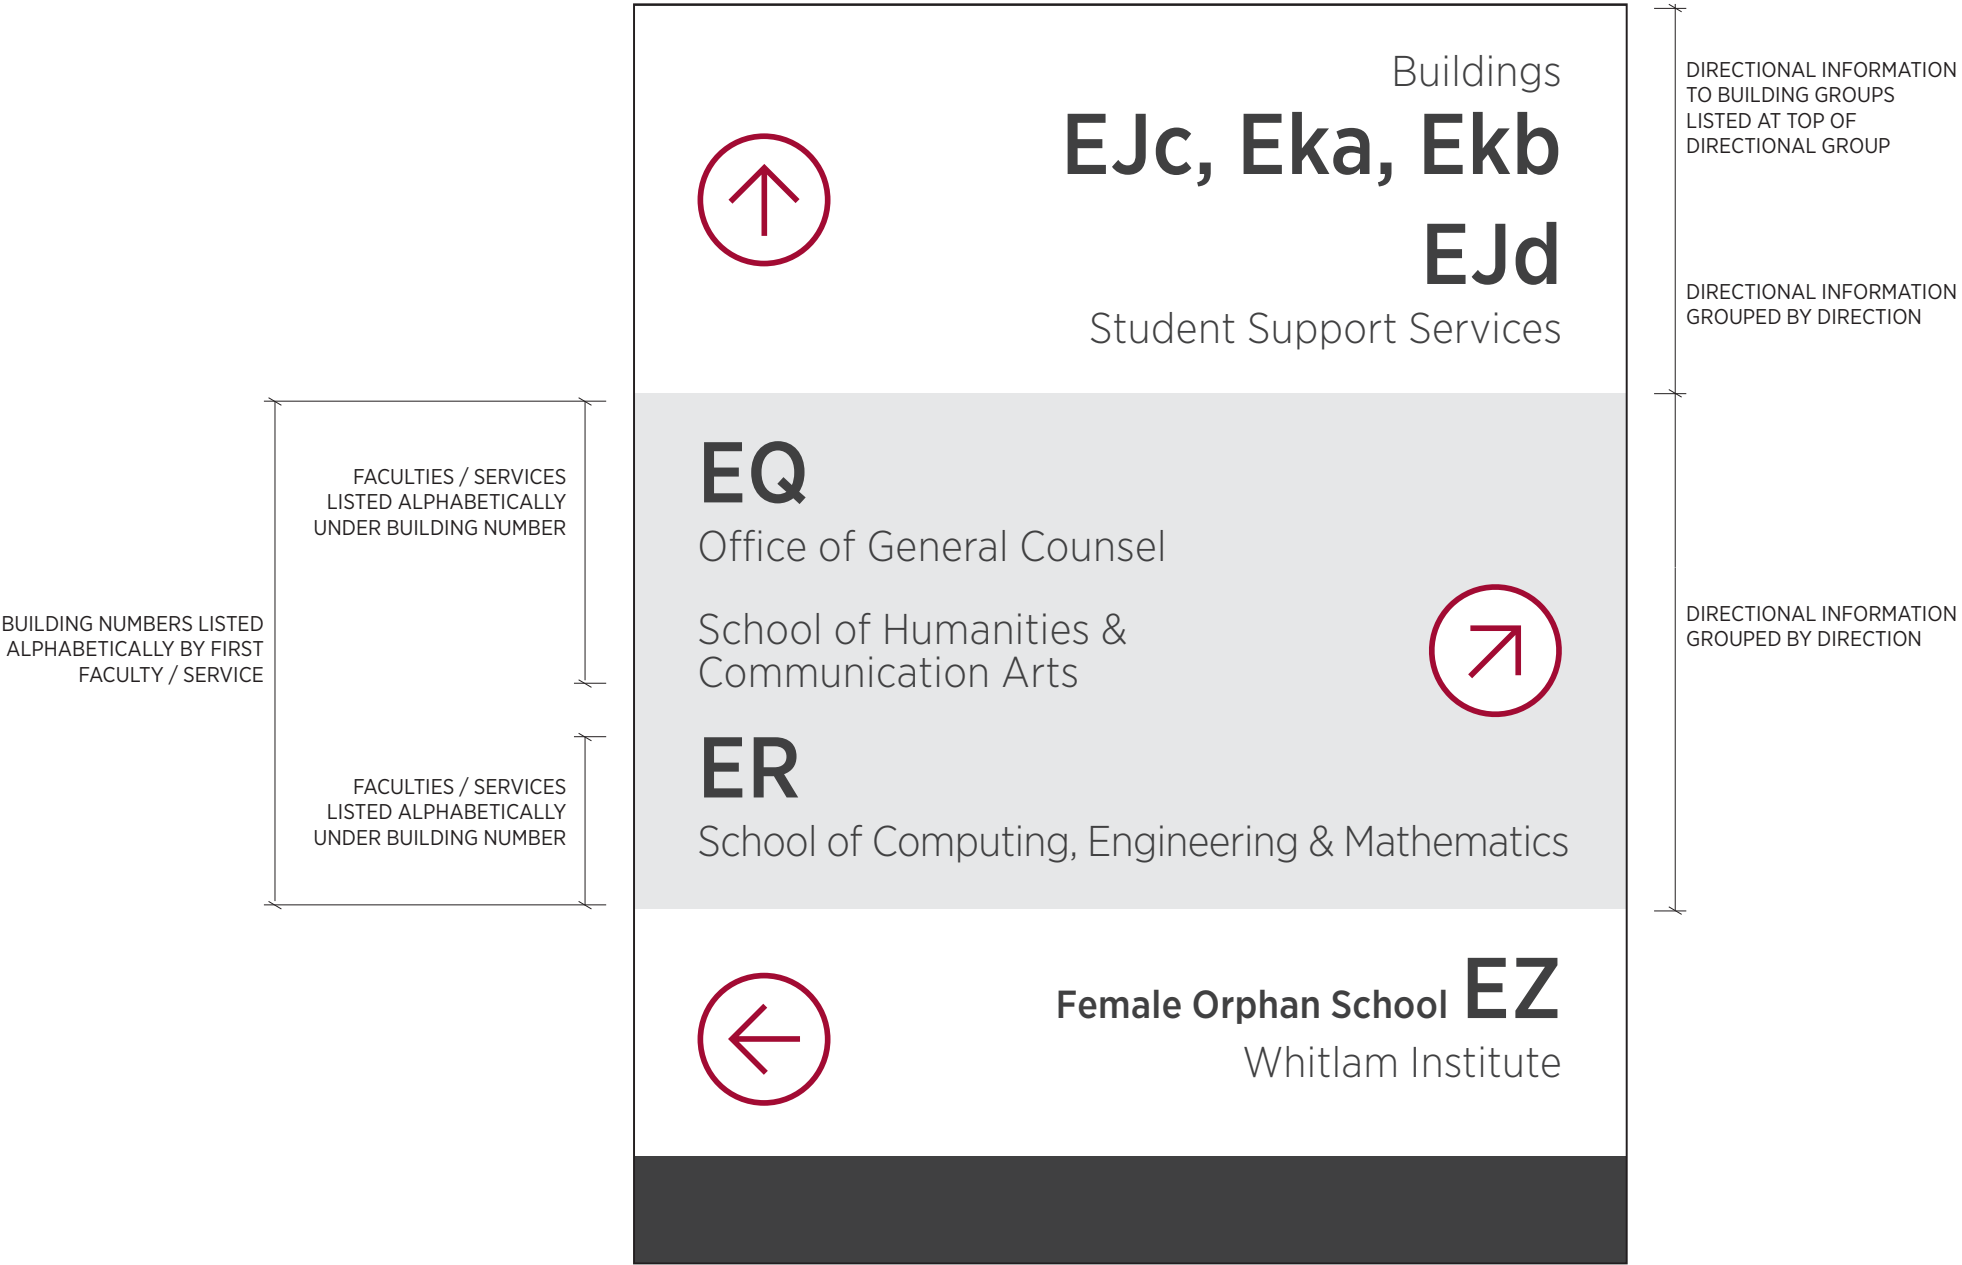 Buildings
EJc, Eka, Ekb
EJd
Student Support Services
EQ
Office of General Counsel
School of Humanities &
Communication Arts
ER
School of Computing, Engineering & Mathematics
Female Orphan School EZ
Whitlam Institute
DIRECTIONAL INFORMATION
TO BUILDING GROUPS
LISTED AT TOP OF
DIRECTIONAL GROUP
DIRECTIONAL INFORMATION
GROUPED BY DIRECTION
DIRECTIONAL INFORMATION
GROUPED BY DIRECTION
FACULTIES / SERVICES
LISTED ALPHABETICALLY
UNDER BUILDING NUMBER
BUILDING NUMBERS LISTED
ALPHABETICALLY BY FIRST
FACULTY / SERVICE
FACULTIES / SERVICES
LISTED ALPHABETICALLY
UNDER BUILDING NUMBER